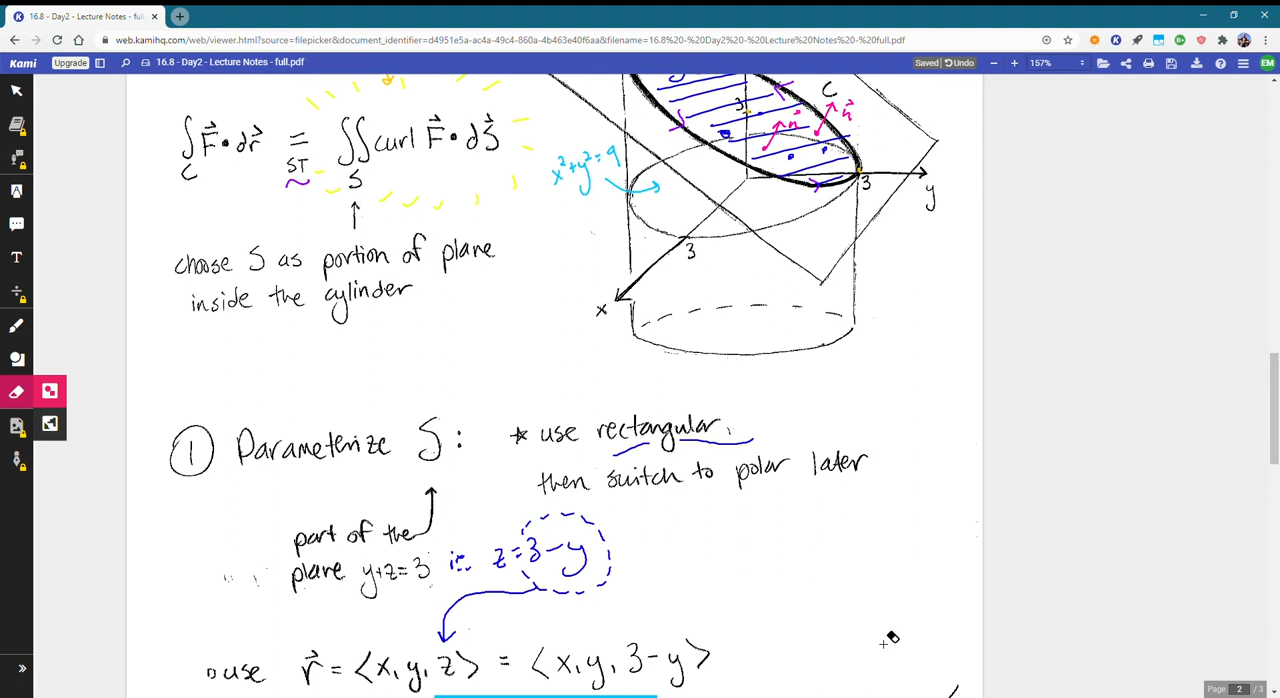 16.8 - Day2 - Lecture Notes - full.p
web.kamihq.com/web/viewer.html?source=filepicker&document_identifier=d4951e5a-ac4a-49c4-860a-4b463e40f6aa&filename=16.8%20-%20Day2%20-%20Lecture%20Notes%20-%20full.pdf
Kami Upgrade 16.8 - Day2 - Lecture Notes - full.pdf Saved Undo 157% EM
∫ F⃗ • dr⃗ = ∬ curl F⃗ • dS⃗
C ST S
x²+y²=9
3
C
n⃗
n⃗
3
y
3
x
choose S as portion of plane
inside the cylinder
① Parameterize S : * use rectangular.
then switch to polar later
part of the
plane y+z=3 i.e. z=3-y
use r⃗ = ⟨x, y, z⟩ = ⟨x, y, 3-y⟩
Page 2 / 3